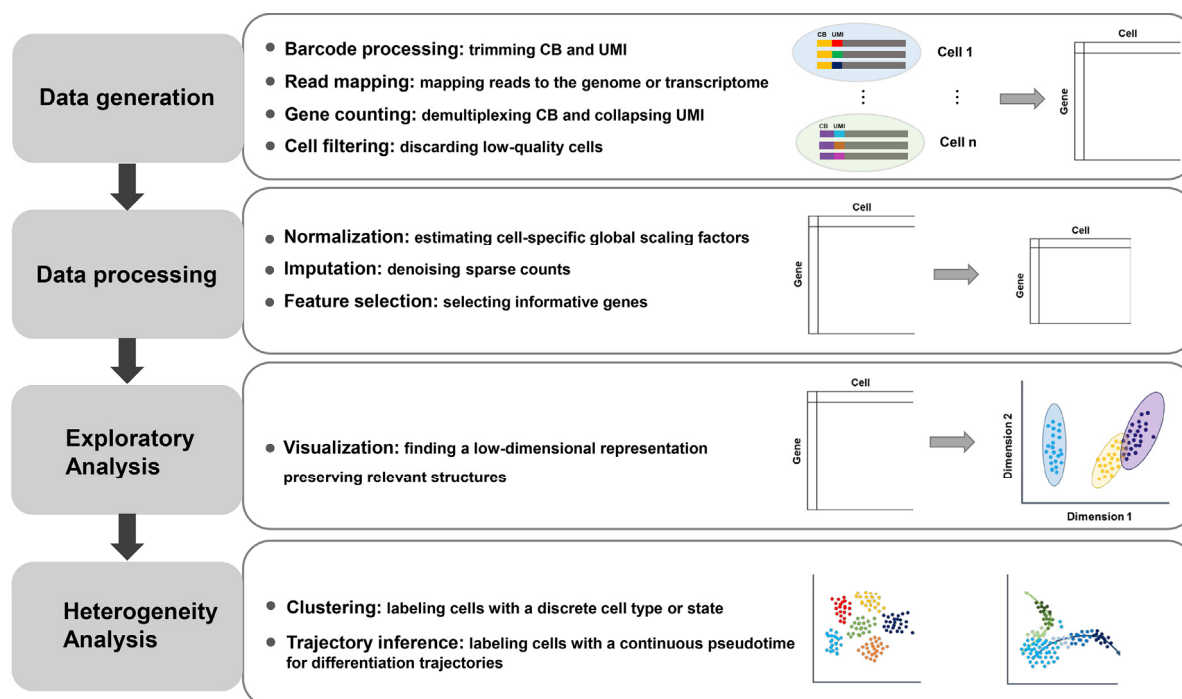 Data generation
Barcode processing: trimming CB and UMI
Read mapping: mapping reads to the genome or transcriptome
Gene counting: demultiplexing CB and collapsing UMI
Cell filtering: discarding low-quality cells
CB UMI
Cell 1
CB UMI
Cell n
Cell
Gene
Data processing
Normalization: estimating cell-specific global scaling factors
Imputation: denoising sparse counts
Feature selection: selecting informative genes
Cell
Gene
Cell
Gene
Exploratory
Analysis
Visualization: finding a low-dimensional representation
preserving relevant structures
Cell
Gene
Dimension 2
Dimension 1
Heterogeneity
Analysis
Clustering: labeling cells with a discrete cell type or state
Trajectory inference: labeling cells with a continuous pseudotime
for differentiation trajectories